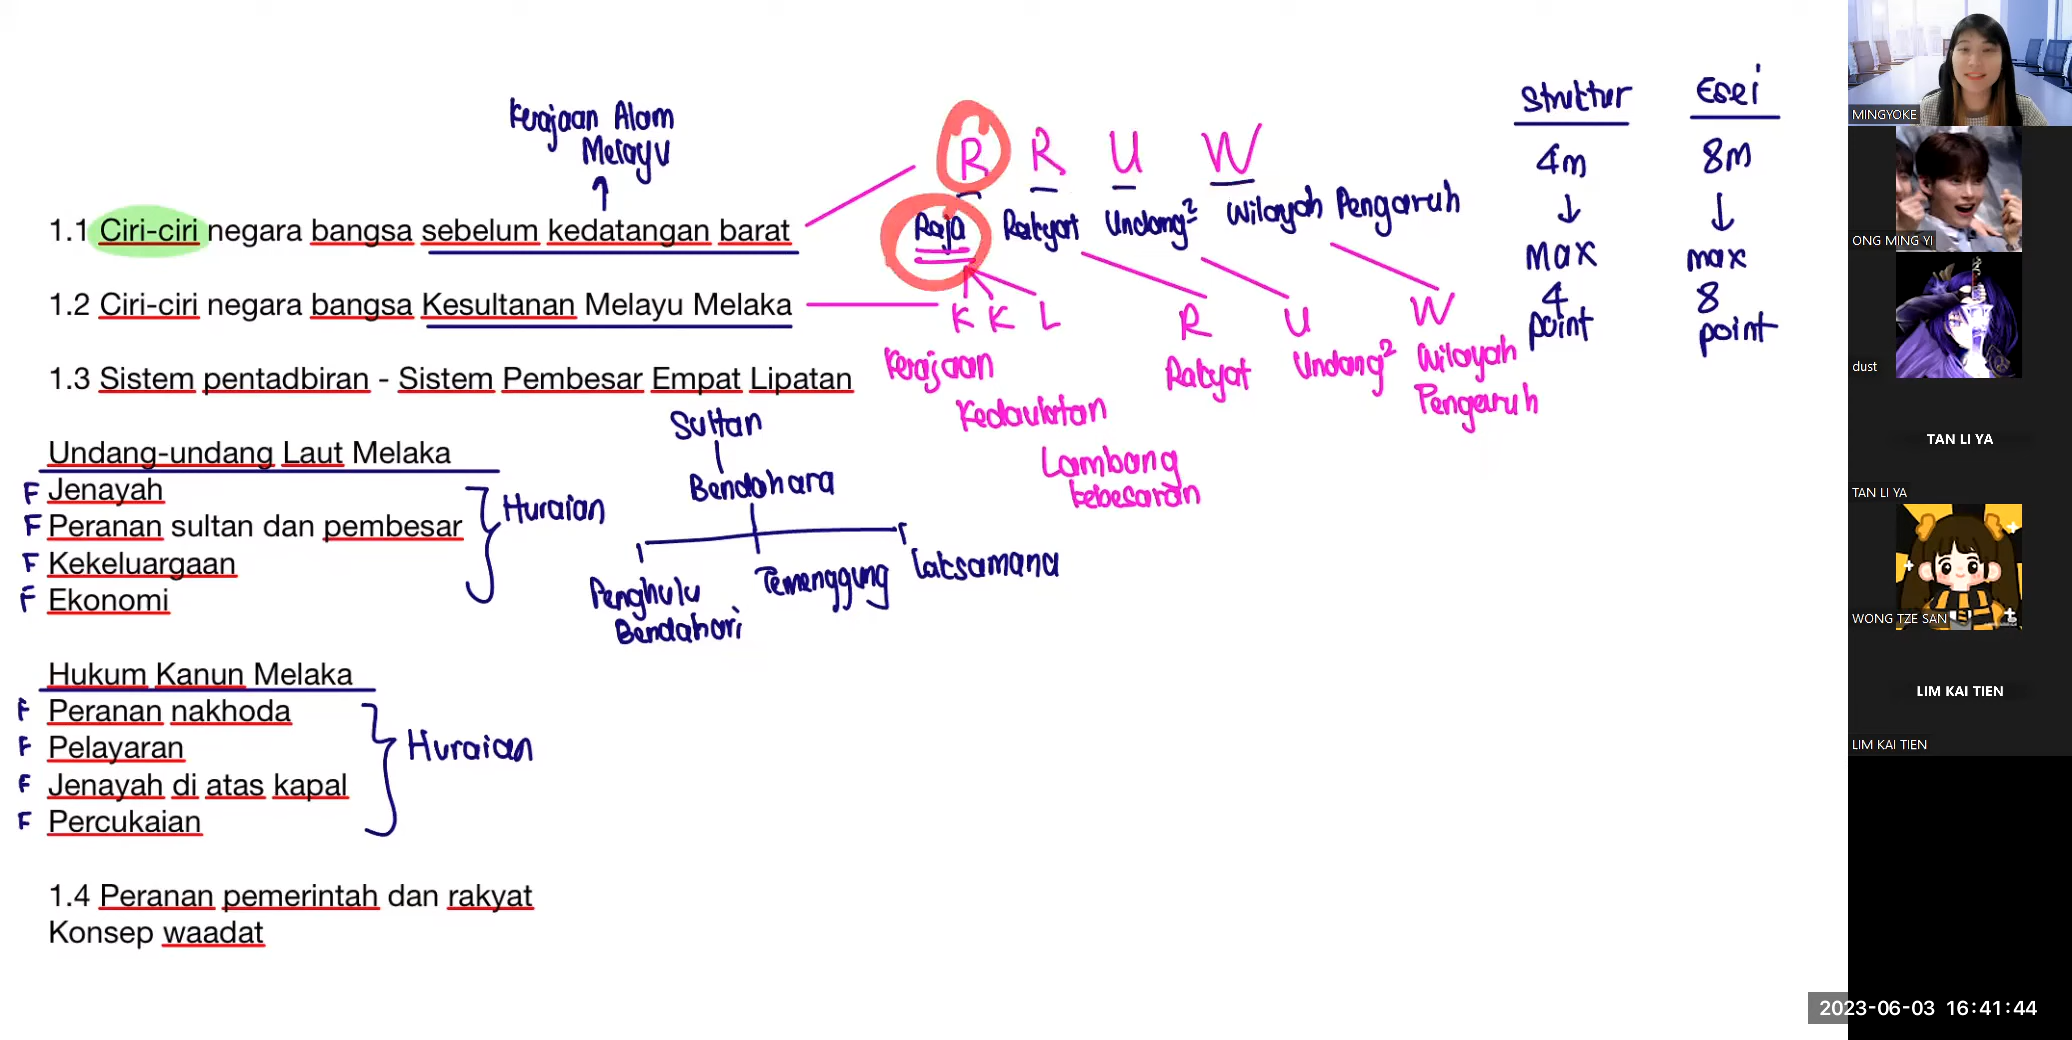 Kerajaan Alam
Melayu
1.1 Ciri-ciri negara bangsa sebelum kedatangan barat
R R U W
Raja Rakyat Undang² Wilayah Pengaruh
1.2 Ciri-ciri negara bangsa Kesultanan Melayu Melaka
K K L R U W
Kerajaan
Kedaulatan
Lambang
kebesaran
Rakyat
Undang²
Wilayah
Pengaruh
Struktur
4m
↓
max
4
point
Esei
8m
↓
max
8
point
1.3 Sistem pentadbiran - Sistem Pembesar Empat Lipatan
Sultan
Bendahara
Penghulu
Bendahari
Temenggung
Laksamana
Undang-undang Laut Melaka
F Jenayah
F Peranan sultan dan pembesar
F Kekeluargaan
F Ekonomi
Huraian
Hukum Kanun Melaka
F Peranan nakhoda
F Pelayaran
F Jenayah di atas kapal
F Percukaian
Huraian
1.4 Peranan pemerintah dan rakyat
Konsep waadat
MINGYOKE
ONG MING YI
dust
TAN LI YA
TAN LI YA
WONG TZE SAN
LIM KAI TIEN
LIM KAI TIEN
2023-06-03 16:41:44